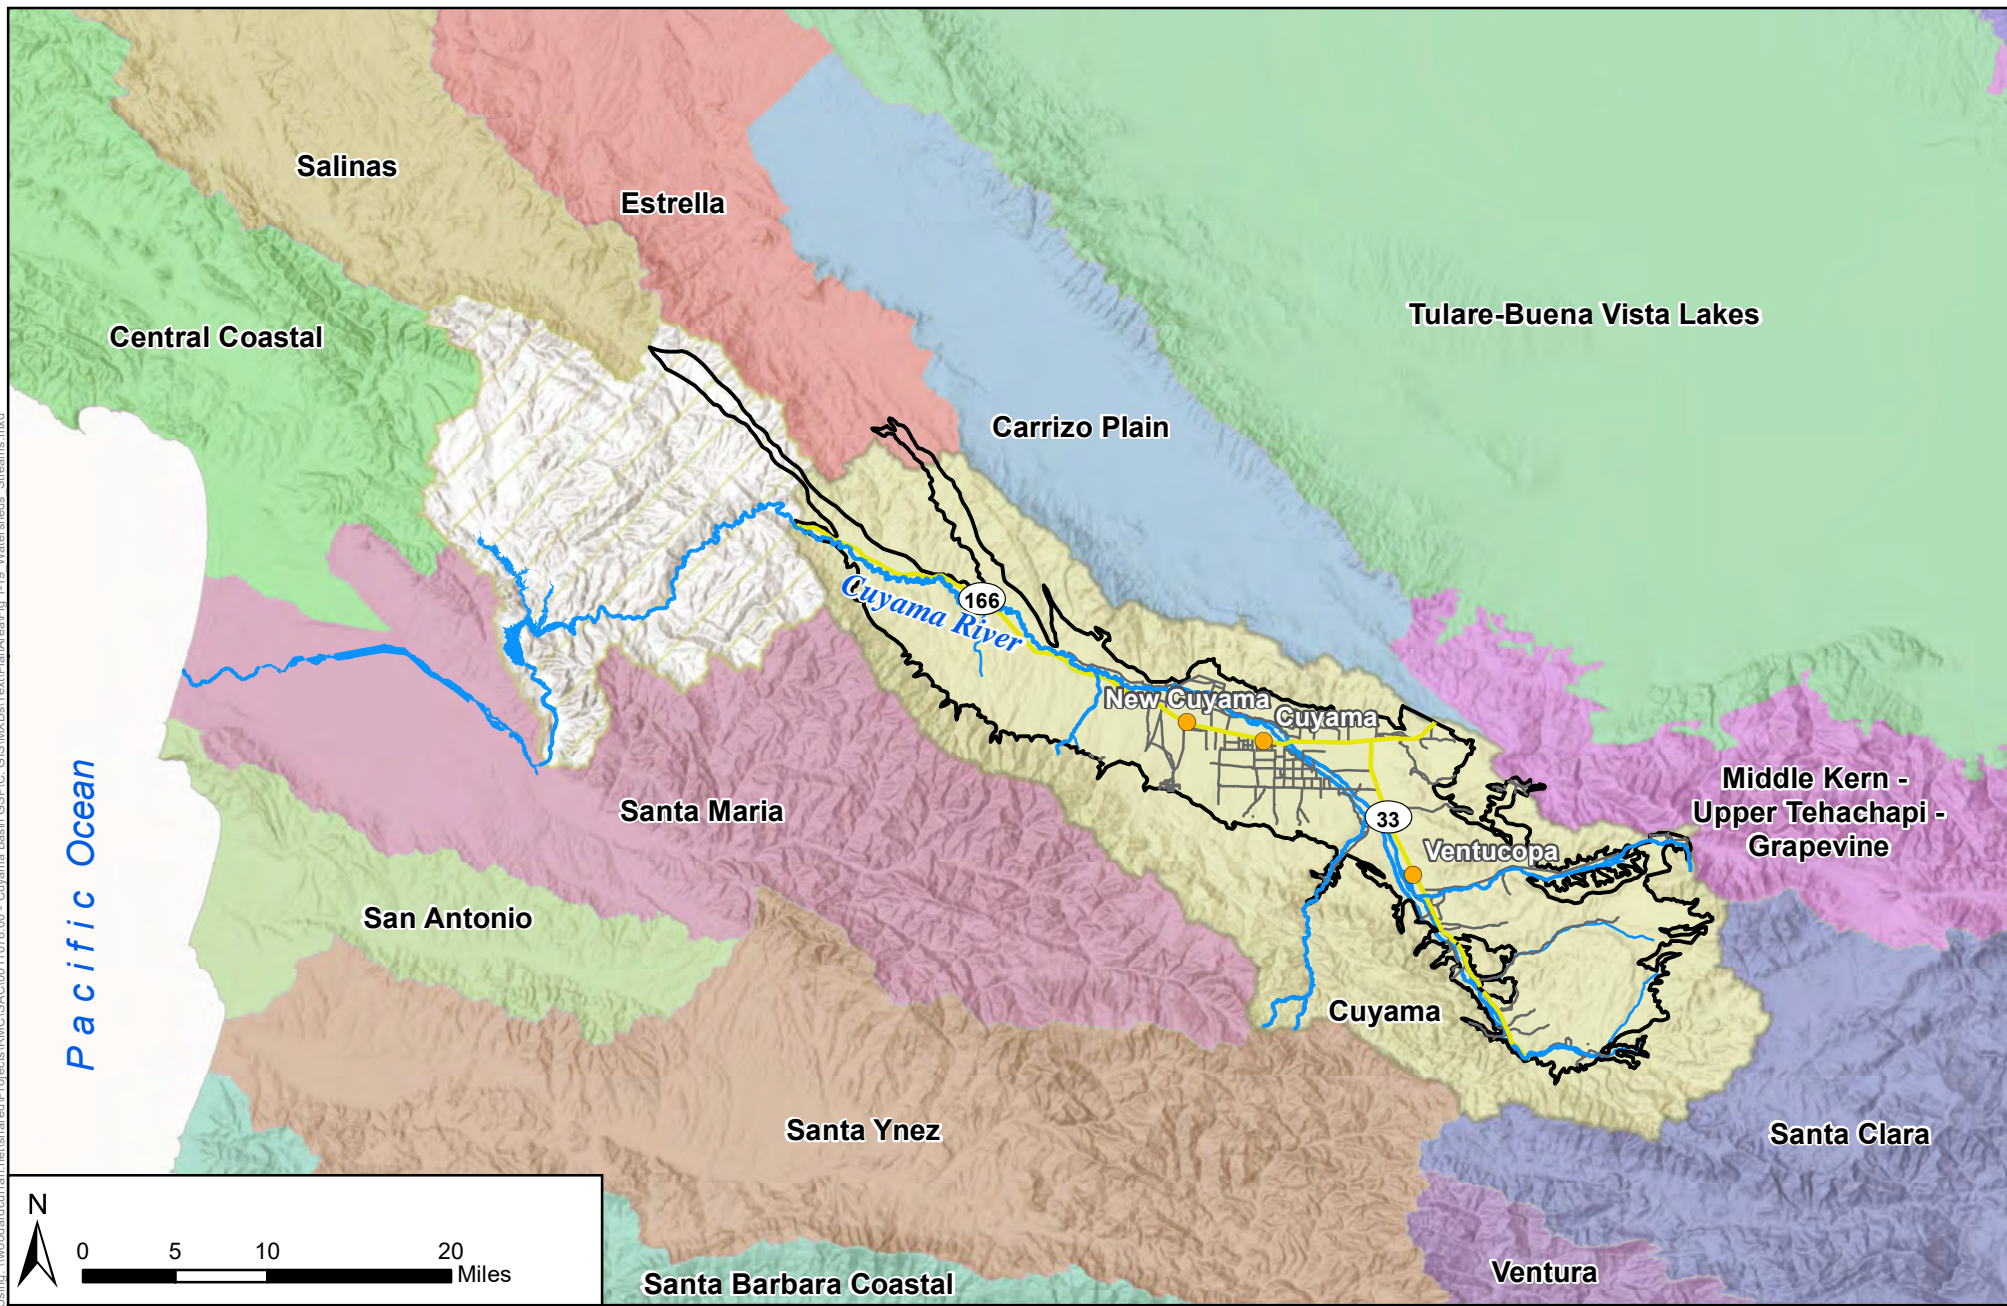 Salinas
Estrella
Tulare-Buena Vista Lakes
Central Coastal
Carrizo Plain
166
Cuyama River
New Cuyama
Cuyama
Middle Kern -
Upper Tehachapi -
Grapevine
Santa Maria
33
Ventucopa
Pacific Ocean
San Antonio
Cuyama
Santa Ynez
Santa Clara
N
0 5 10 20
Miles
Santa Barbara Coastal
Ventura